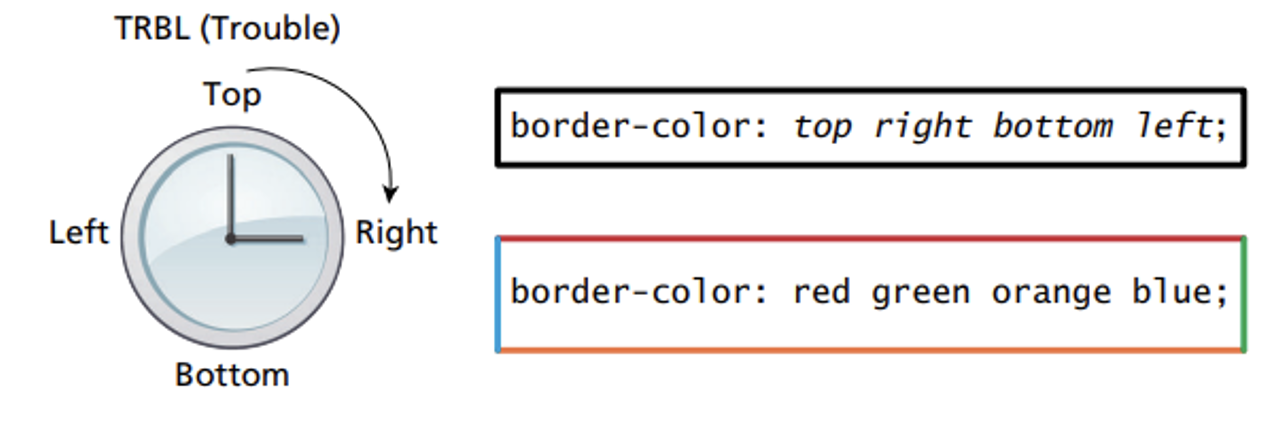 TRBL (Trouble)
Top
Left
Right
Bottom
border-color: top right bottom left;
border-color: red green orange blue;